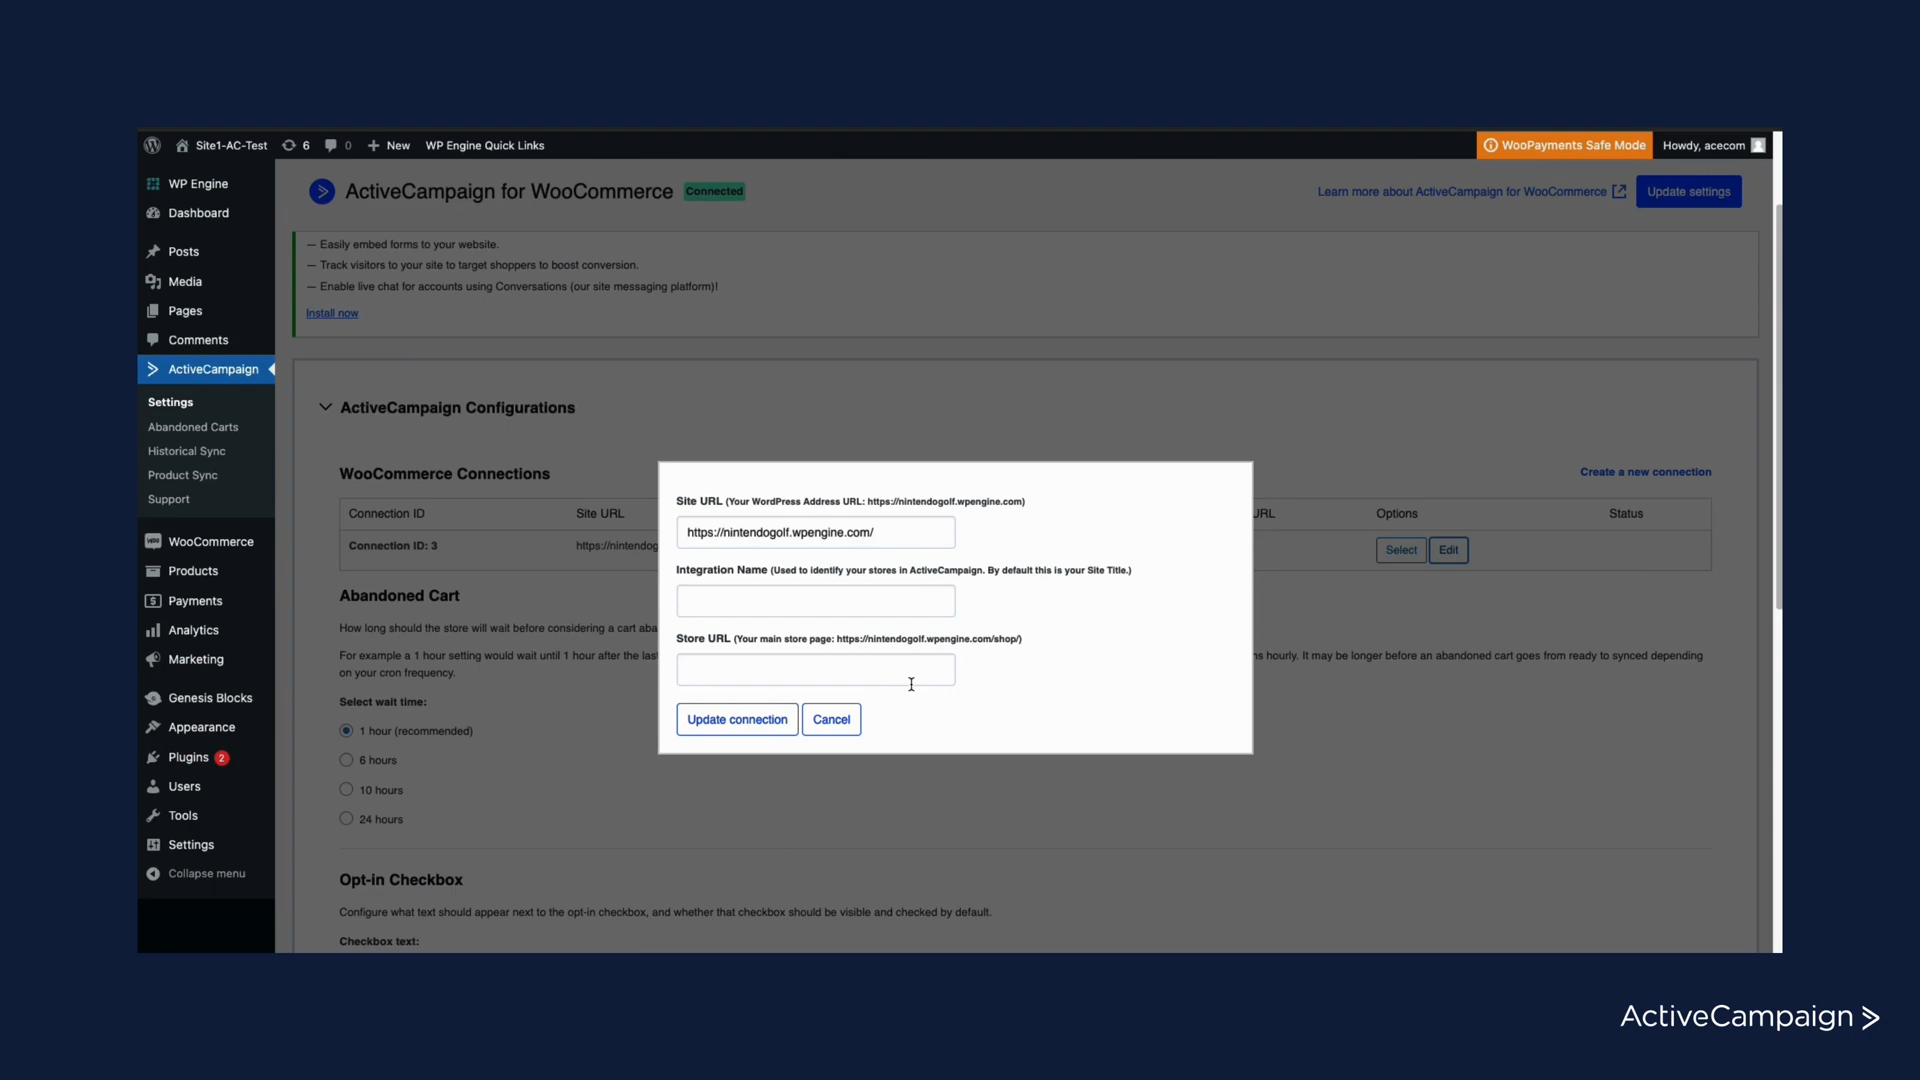 Site1-AC-Test
6
0
New
WP Engine Quick Links
WooPayments Safe Mode
Howdy, acecom
WP Engine
Dashboard
Posts
Media
Pages
Comments
ActiveCampaign
Settings
Abandoned Carts
Historical Sync
Product Sync
Support
WooCommerce
Products
Payments
Analytics
Marketing
Genesis Blocks
Appearance
Plugins 2
Users
Tools
Settings
Collapse menu
ActiveCampaign for WooCommerce Connected
Learn more about ActiveCampaign for WooCommerce
Update settings
— Easily embed forms to your website.
— Track visitors to your site to target shoppers to boost conversion.
— Enable live chat for accounts using Conversations (our site messaging platform)!
Install now
ActiveCampaign Configurations
WooCommerce Connections
Create a new connection
Connection ID Site URL URL Options Status
Connection ID: 3 https://nintendog Select Edit
Abandoned Cart
How long should the store will wait before considering a cart aba
For example a 1 hour setting would wait until 1 hour after the las
s hourly. It may be longer before an abandoned cart goes from ready to synced depending
on your cron frequency.
Select wait time:
1 hour (recommended)
6 hours
10 hours
24 hours
Opt-in Checkbox
Configure what text should appear next to the opt-in checkbox, and whether that checkbox should be visible and checked by default.
Checkbox text:
Site URL (Your WordPress Address URL: https://nintendogolf.wpengine.com)
https://nintendogolf.wpengine.com/
Integration Name (Used to identify your stores in ActiveCampaign. By default this is your Site Title.)
Store URL (Your main store page: https://nintendogolf.wpengine.com/shop/)
Update connection
Cancel
ActiveCampaign